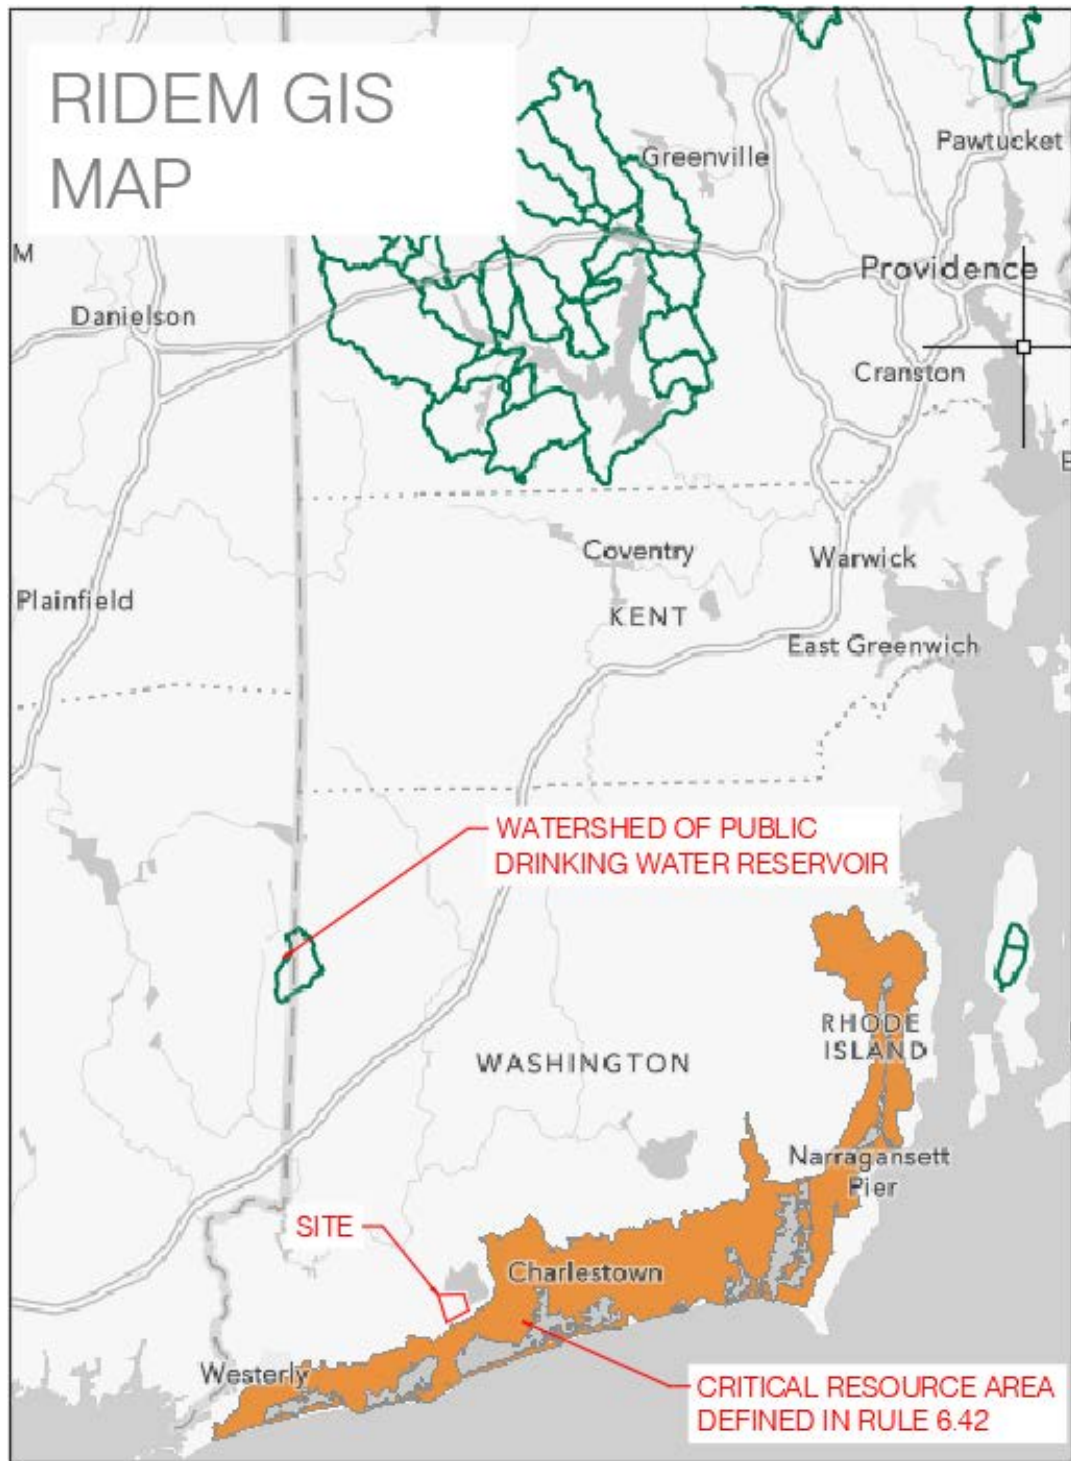 RIDEM GIS
MAP
Greenville
Pawtucket
M
Providence
Danielson
Cranston
E
Coventry
Warwick
Plainfield
KENT
East Greenwich
WATERSHED OF PUBLIC
DRINKING WATER RESERVOIR
RHODE
ISLAND
WASHINGTON
Narragansett
Pier
SITE
Charlestown
Westerly
CRITICAL RESOURCE AREA
DEFINED IN RULE 6.42